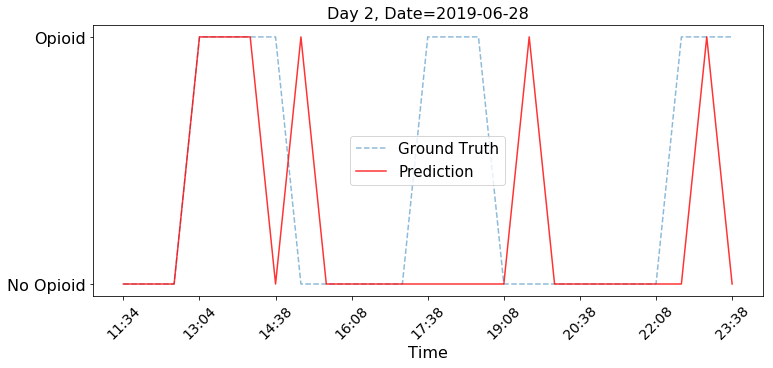 Day 2, Date=2019-06-28
Opioid
No Opioid
Ground Truth
Prediction
11:34
13:04
14:38
16:08
17:38
19:08
20:38
22:08
23:38
Time